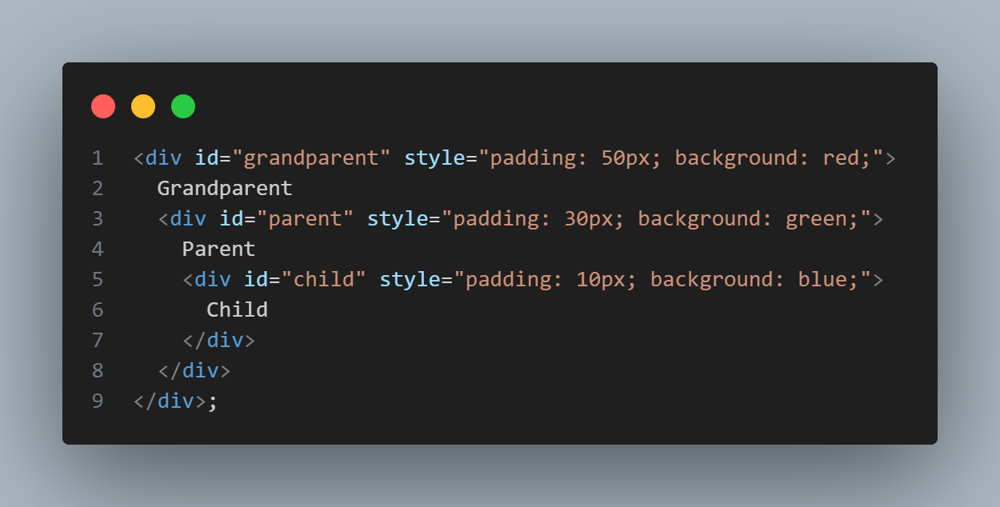 1 <div id="grandparent" style="padding: 50px; background: red;">
2   Grandparent
3   <div id="parent" style="padding: 30px; background: green;">
4     Parent
5     <div id="child" style="padding: 10px; background: blue;">
6       Child
7     </div>
8   </div>
9 </div>;